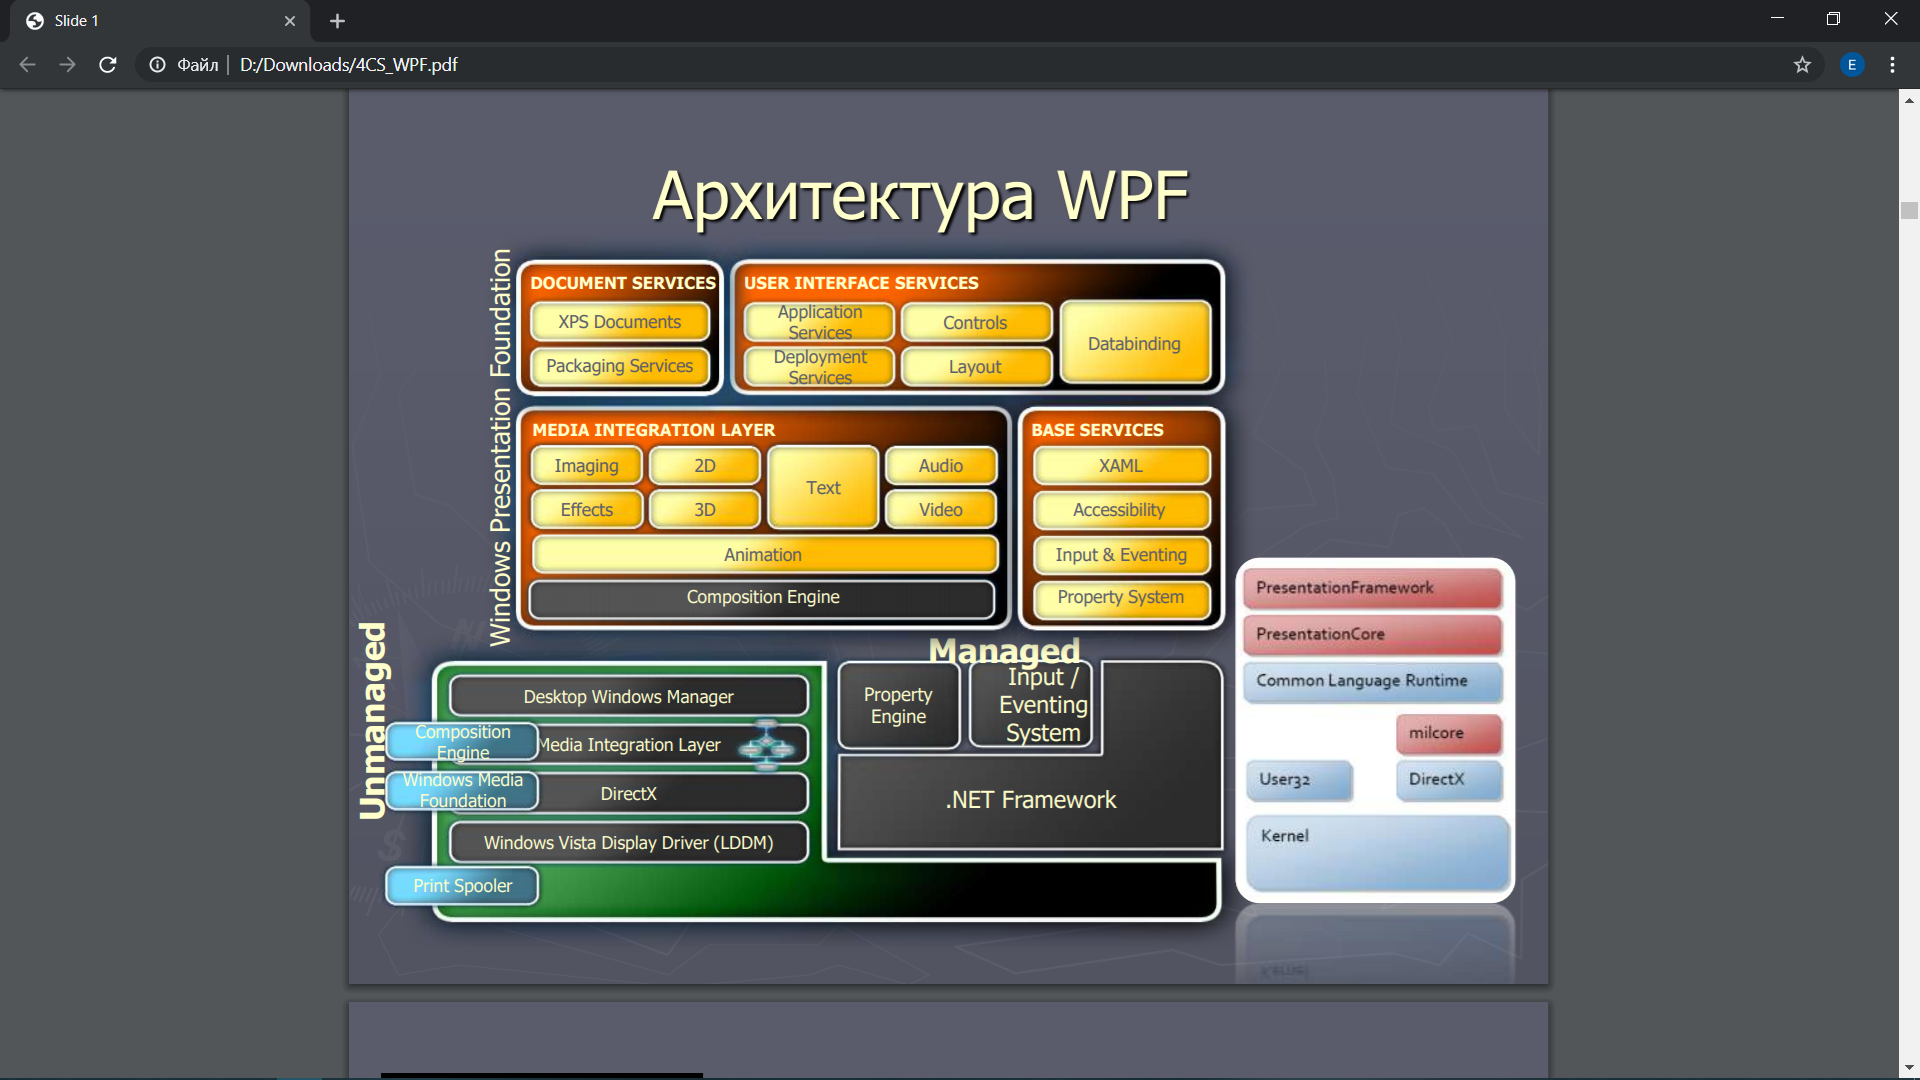 Slide 1
Файл
D:/Downloads/4CS_WPF.pdf
E
Архитектура WPF
Windows Presentation Foundation
DOCUMENT SERVICES
XPS Documents
Packaging Services
USER INTERFACE SERVICES
Application
Services
Deployment
Services
Controls
Layout
Databinding
MEDIA INTEGRATION LAYER
Imaging
2D
Text
Audio
Effects
3D
Video
Animation
Composition Engine
BASE SERVICES
XAML
Accessibility
Input & Eventing
Property System
Unmanaged
Managed
Desktop Windows Manager
Composition
Engine
Media Integration Layer
Windows Media
Foundation
DirectX
Windows Vista Display Driver (LDDM)
Print Spooler
Property
Engine
Input /
Eventing
System
.NET Framework
PresentationFramework
PresentationCore
Common Language Runtime
milcore
User32
DirectX
Kernel